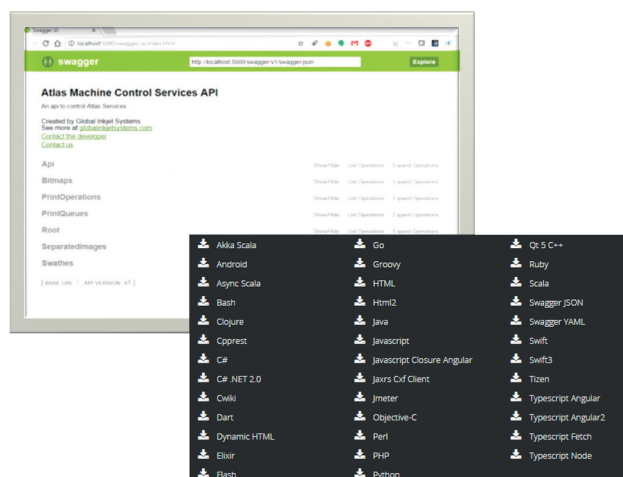 Swagger UI
localhost:5000/swagger/ui/index.html
swagger
http://localhost:5000/swagger/v1/swagger.json
Explore
Atlas Machine Control Services API
An api to control Atlas Services
Created by Global Inkjet Systems
See more at globalinkjetsystems.com
Contact the developer
Contact us
Api
Show/Hide List Operations Expand Operations
Bitmaps
Show/Hide List Operations Expand Operations
PrintOperations
Show/Hide List Operations Expand Operations
PrintQueues
Show/Hide List Operations Expand Operations
Root
Show/Hide List Operations Expand Operations
SeparatedImages
Swathes
[ BASE URL: / , API VERSION: v1 ]
Akka Scala
Android
Async Scala
Bash
Clojure
Cpprest
C#
C# .NET 2.0
Cwiki
Dart
Dynamic HTML
Elixir
Flash
Go
Groovy
HTML
Html2
Java
Javascript
Javascript Closure Angular
Jaxrs Cxf Client
Jmeter
Objective-C
Perl
PHP
Python
Qt 5 C++
Ruby
Scala
Swagger JSON
Swagger YAML
Swift
Swift3
Tizen
Typescript Angular
Typescript Angular2
Typescript Fetch
Typescript Node